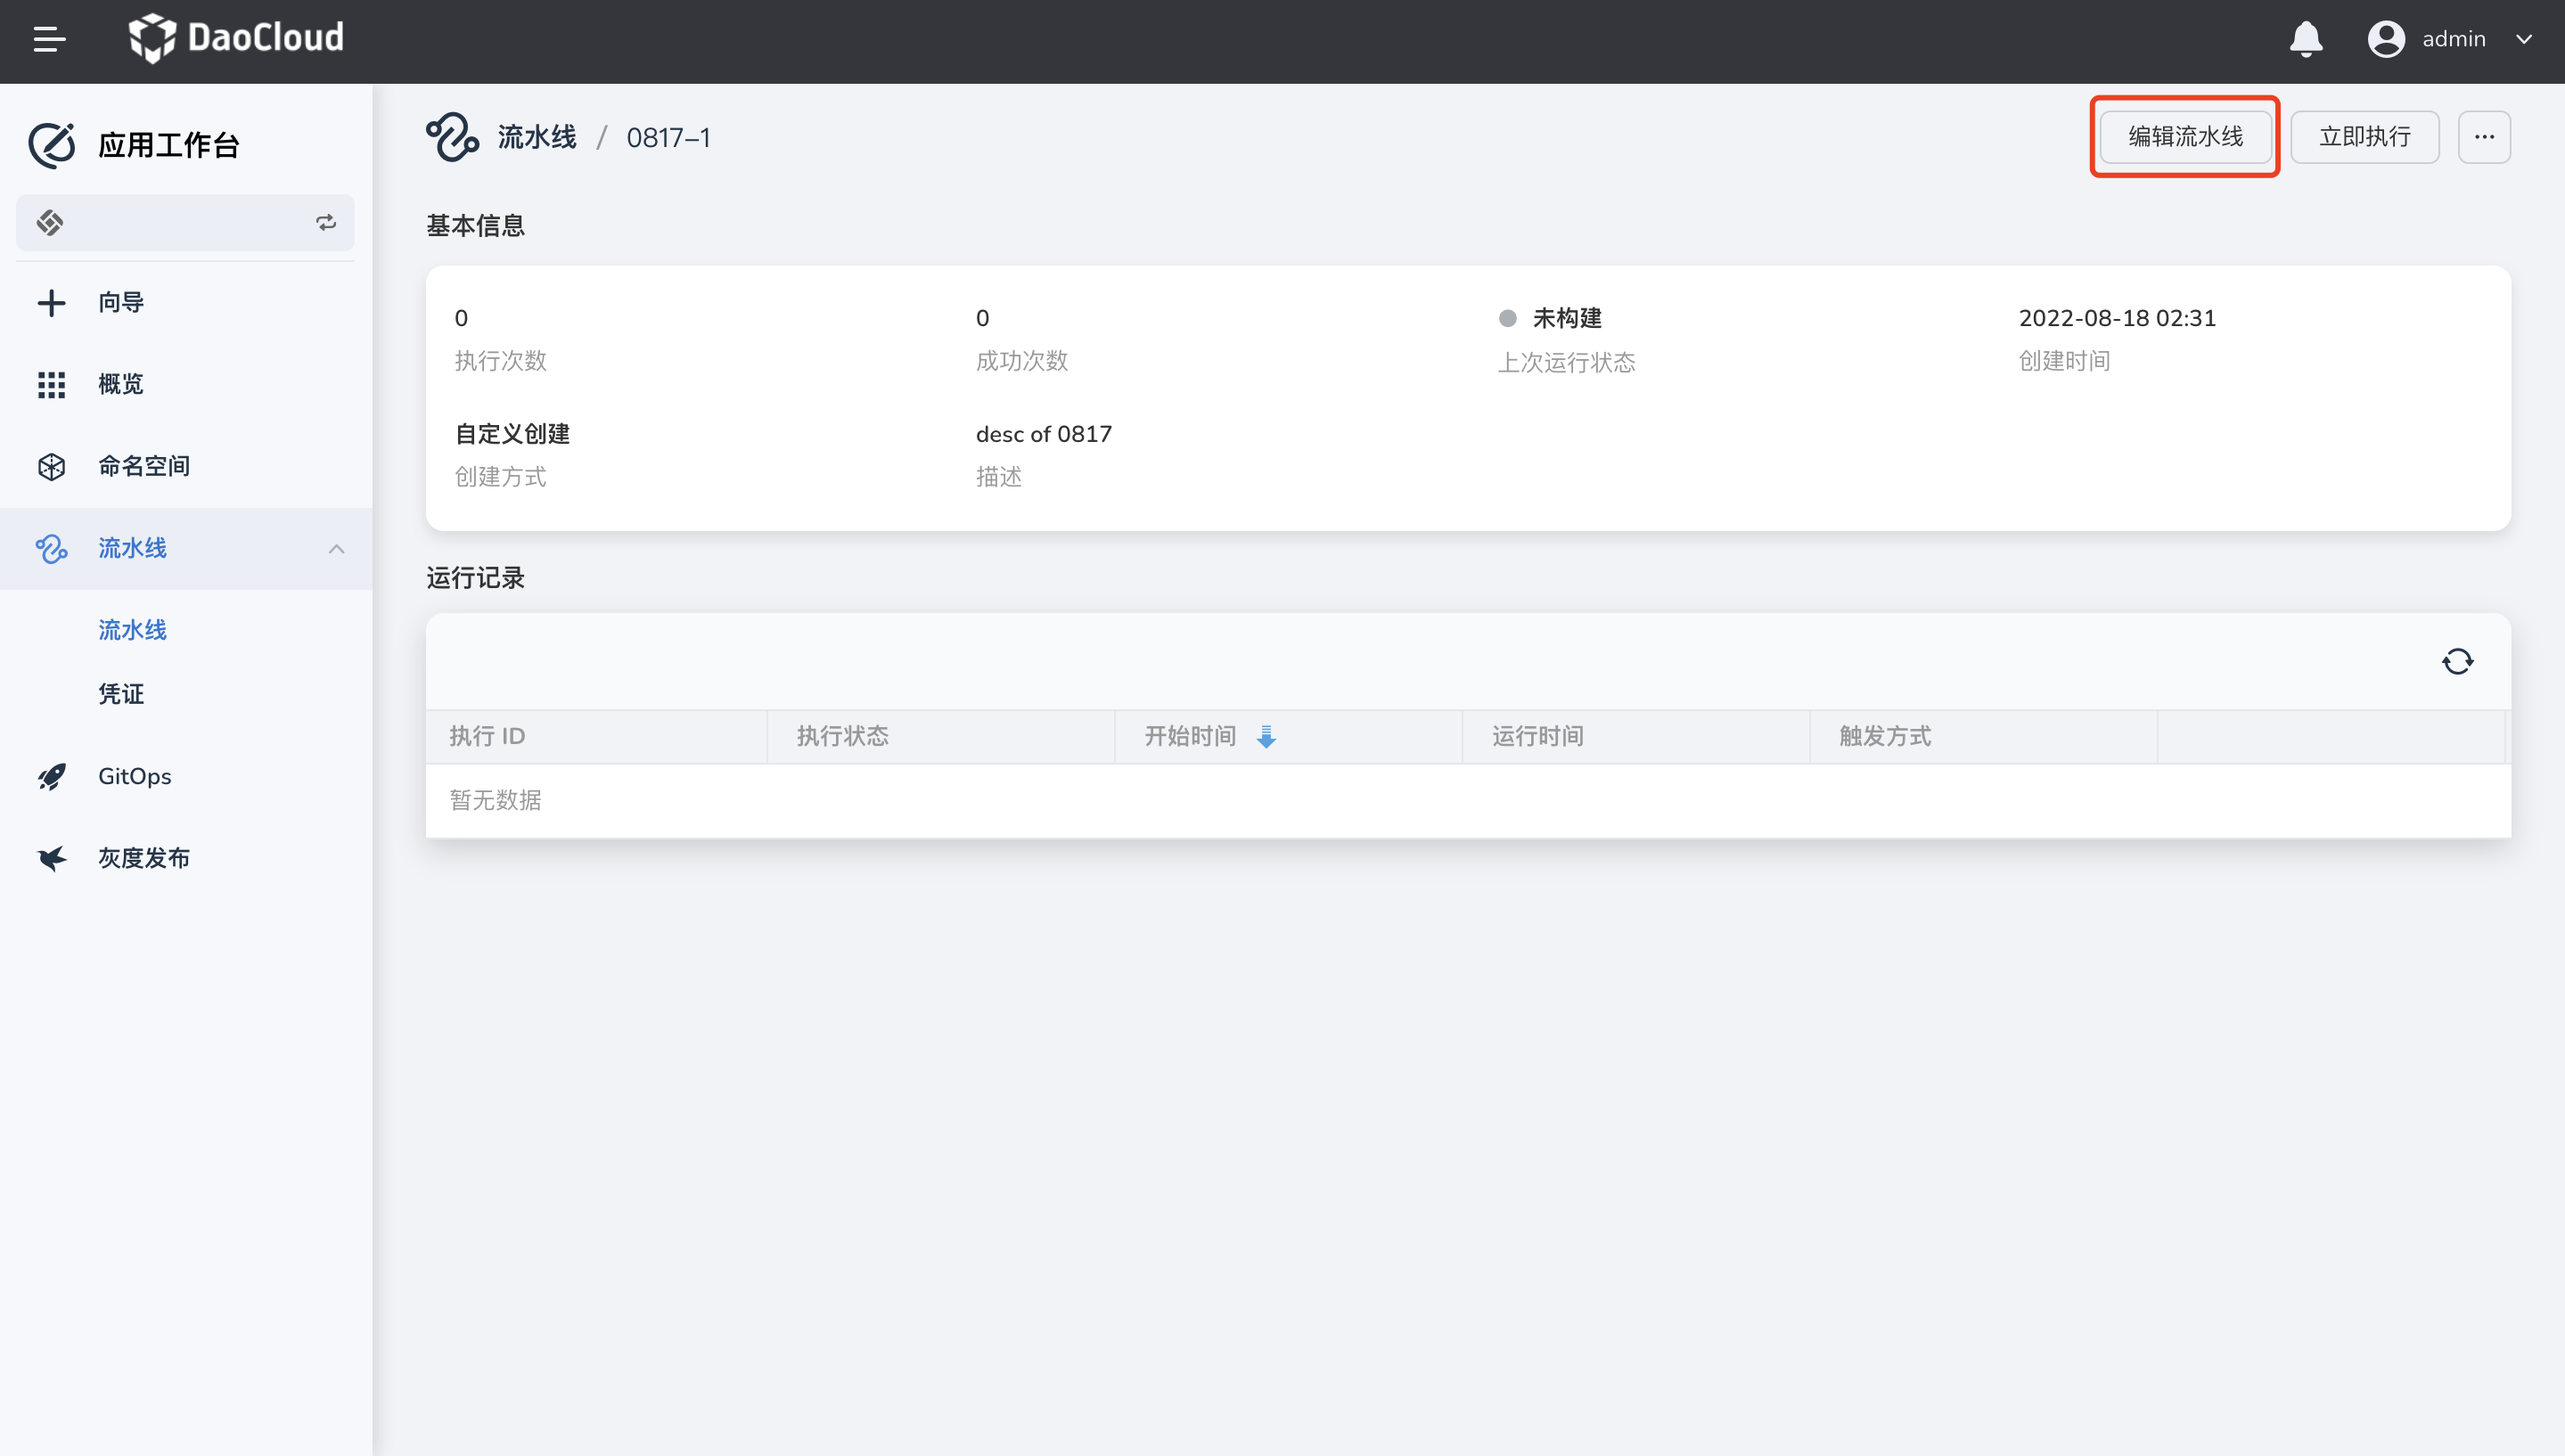 DaoCloud
admin
应用工作台
向导
概览
命名空间
流水线
流水线
凭证
GitOps
灰度发布
流水线 / 0817-1
编辑流水线
立即执行
基本信息
0
执行次数
0
成功次数
未构建
上次运行状态
2022-08-18 02:31
创建时间
自定义创建
创建方式
desc of 0817
描述
运行记录
执行 ID
执行状态
开始时间
运行时间
触发方式
暂无数据